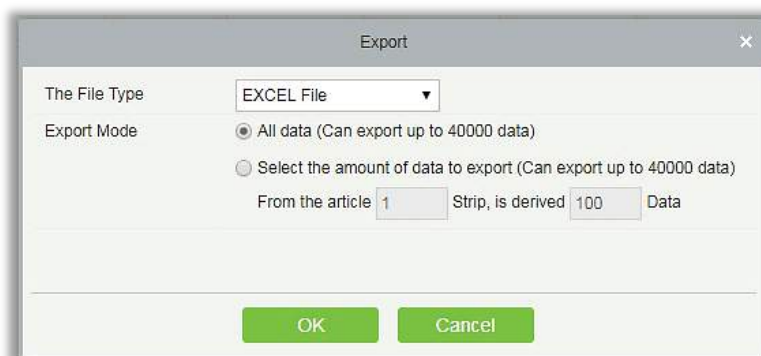 Export ×
The File Type EXCEL File ▼
Export Mode All data (Can export up to 40000 data)
Select the amount of data to export (Can export up to 40000 data)
From the article 1 Strip, is derived 100 Data
OK Cancel